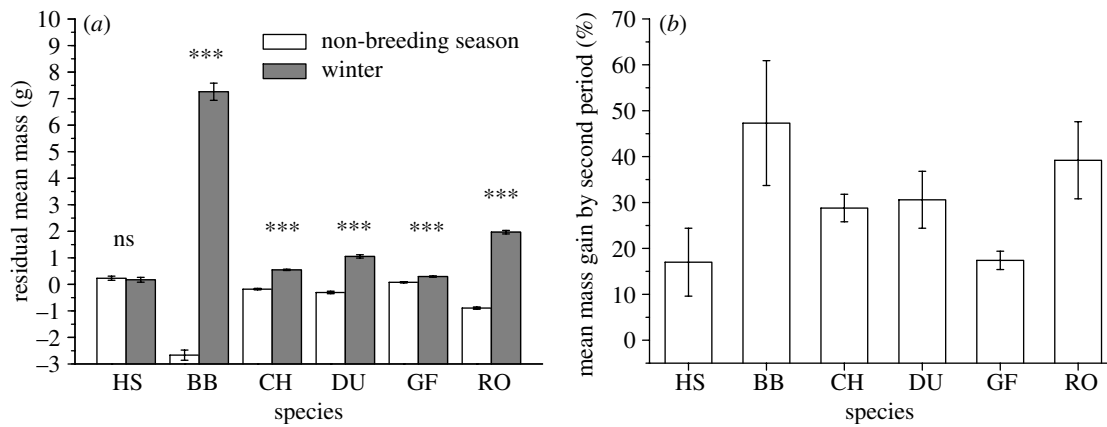 (a)
non-breeding season
winter
residual mean mass (g)
10
9
8
7
6
5
4
3
2
1
0
–1
–2
–3
ns
***
***
***
***
***
HS BB CH DU GF RO
species
(b)
mean mass gain by second period (%)
70
60
50
40
30
20
10
0
HS BB CH DU GF RO
species